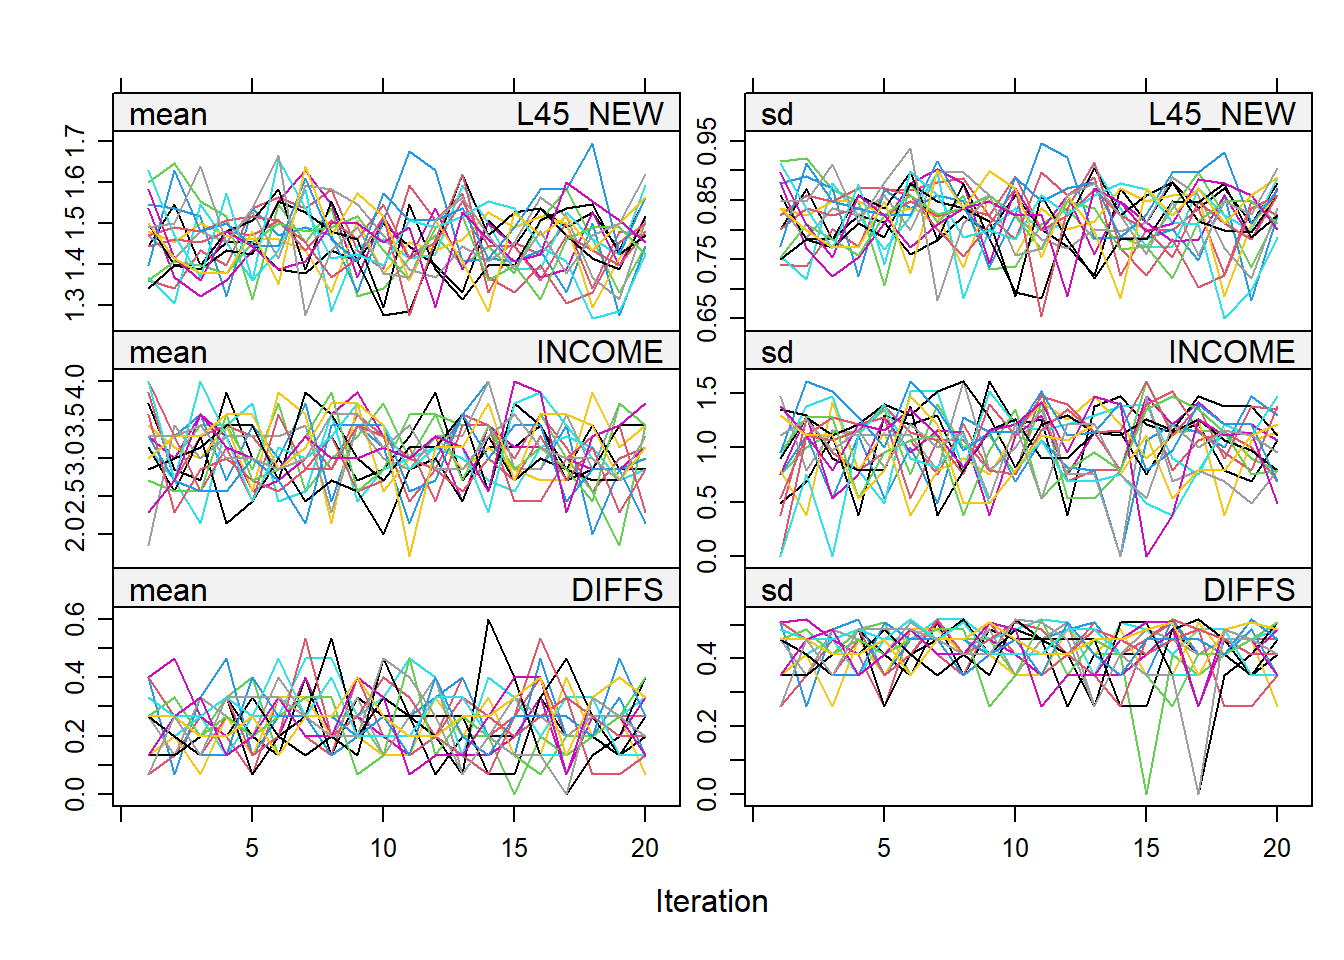 mean L45_NEW
sd L45_NEW
1.3 1.4 1.5 1.6 1.7
0.65 0.75 0.85 0.95
mean INCOME
sd INCOME
2.0 2.5 3.0 3.5 4.0
0.0 0.5 1.0 1.5
mean DIFFS
sd DIFFS
0.0 0.2 0.4 0.6
0.0 0.2 0.4
5 10 15 20
5 10 15 20
Iteration